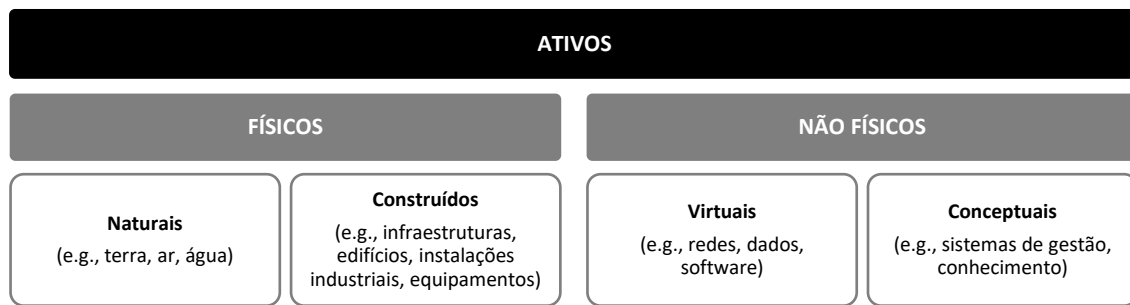 ATIVOS
FÍSICOS
NÃO FÍSICOS
Naturais
(e.g., terra, ar, água)
Construídos
(e.g., infraestruturas,
edifícios, instalações
industriais, equipamentos)
Virtuais
(e.g., redes, dados,
software)
Conceptuais
(e.g., sistemas de gestão,
conhecimento)